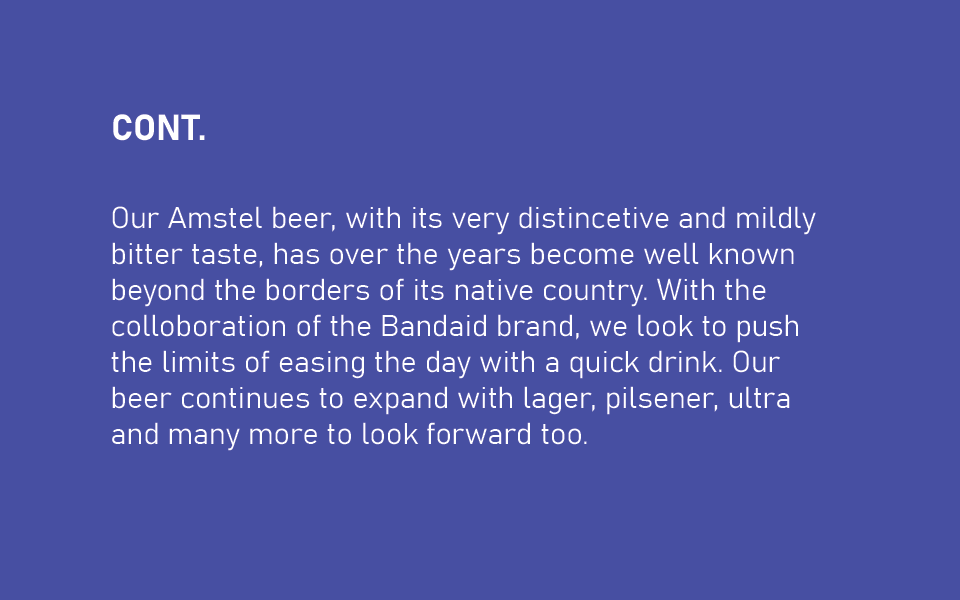 CONT.
Our Amstel beer, with its very distincetive and mildly
bitter taste, has over the years become well known
beyond the borders of its native country. With the
colloboration of the Bandaid brand, we look to push
the limits of easing the day with a quick drink. Our
beer continues to expand with lager, pilsener, ultra
and many more to look forward too.